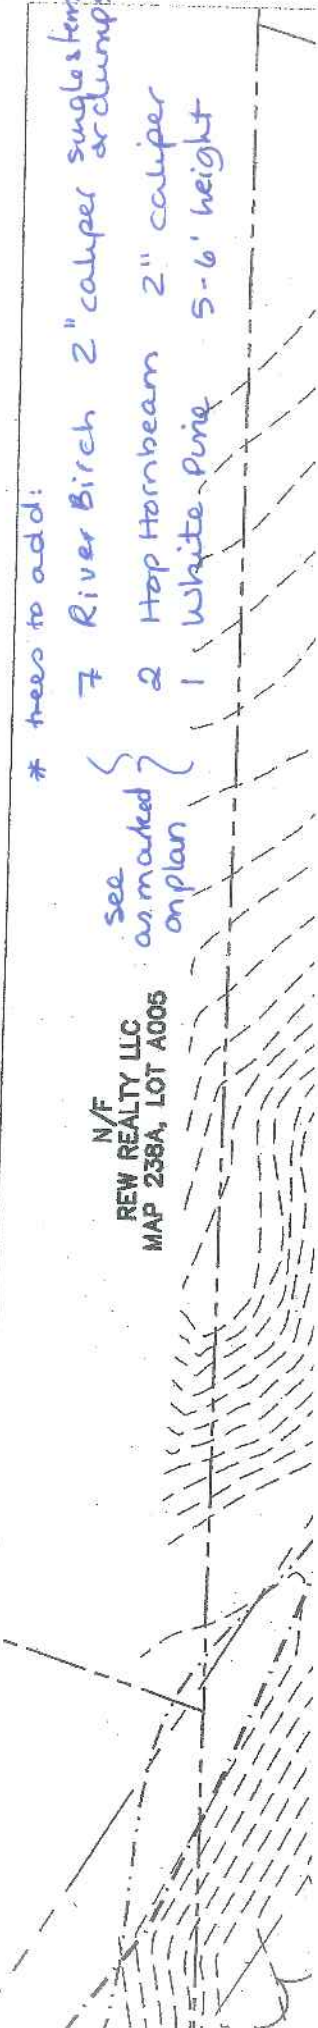 * trees to add:
7 River Birch 2" caliper single stem or clump
2 Hop Hornbeam 2" caliper
1 White Pine 5-6' height
see
as marked
on plan
N/F
REW REALTY LLC
MAP 238A, LOT A005